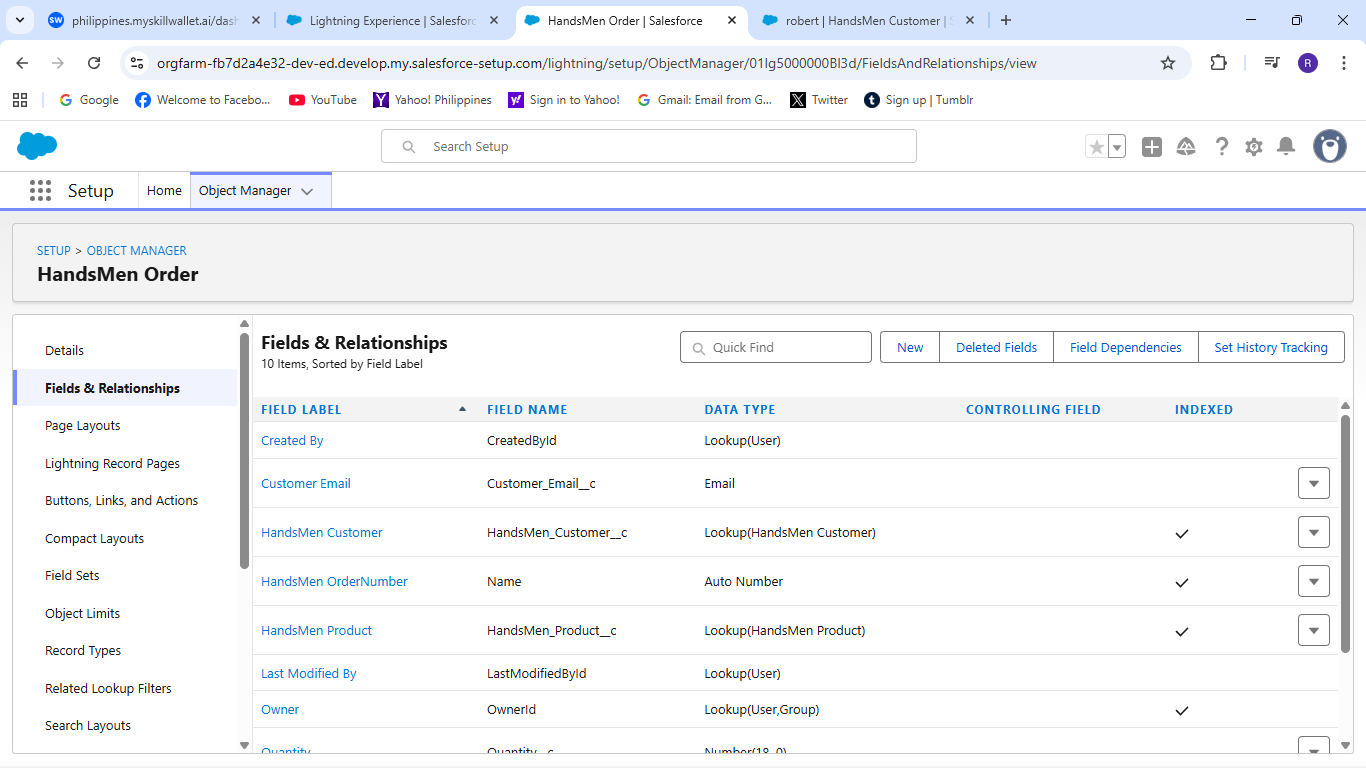 SW philippines.myskillwallet.ai/dash
Lightning Experience | Salesforc
HandsMen Order | Salesforce
robert | HandsMen Customer | S
orgfarm-fb7d2a4e32-dev-ed.develop.my.salesforce-setup.com/lightning/setup/ObjectManager/01Ig5000000Bl3d/FieldsAndRelationships/view
R
Google
Welcome to Facebo...
YouTube
Yahoo! Philippines
Sign in to Yahoo!
Gmail: Email from G...
Twitter
Sign up | Tumblr
Search Setup
Setup
Home
Object Manager
SETUP > OBJECT MANAGER
HandsMen Order
Details
Fields & Relationships
Page Layouts
Lightning Record Pages
Buttons, Links, and Actions
Compact Layouts
Field Sets
Object Limits
Record Types
Related Lookup Filters
Search Layouts
Fields & Relationships
10 Items, Sorted by Field Label
Quick Find
New
Deleted Fields
Field Dependencies
Set History Tracking
FIELD LABEL FIELD NAME DATA TYPE CONTROLLING FIELD INDEXED
Created By CreatedById Lookup(User)
Customer Email Customer_Email__c Email
HandsMen Customer HandsMen_Customer__c Lookup(HandsMen Customer)
HandsMen OrderNumber Name Auto Number
HandsMen Product HandsMen_Product__c Lookup(HandsMen Product)
Last Modified By LastModifiedById Lookup(User)
Owner OwnerId Lookup(User,Group)
Quantity Quantity__c Number(18, 0)